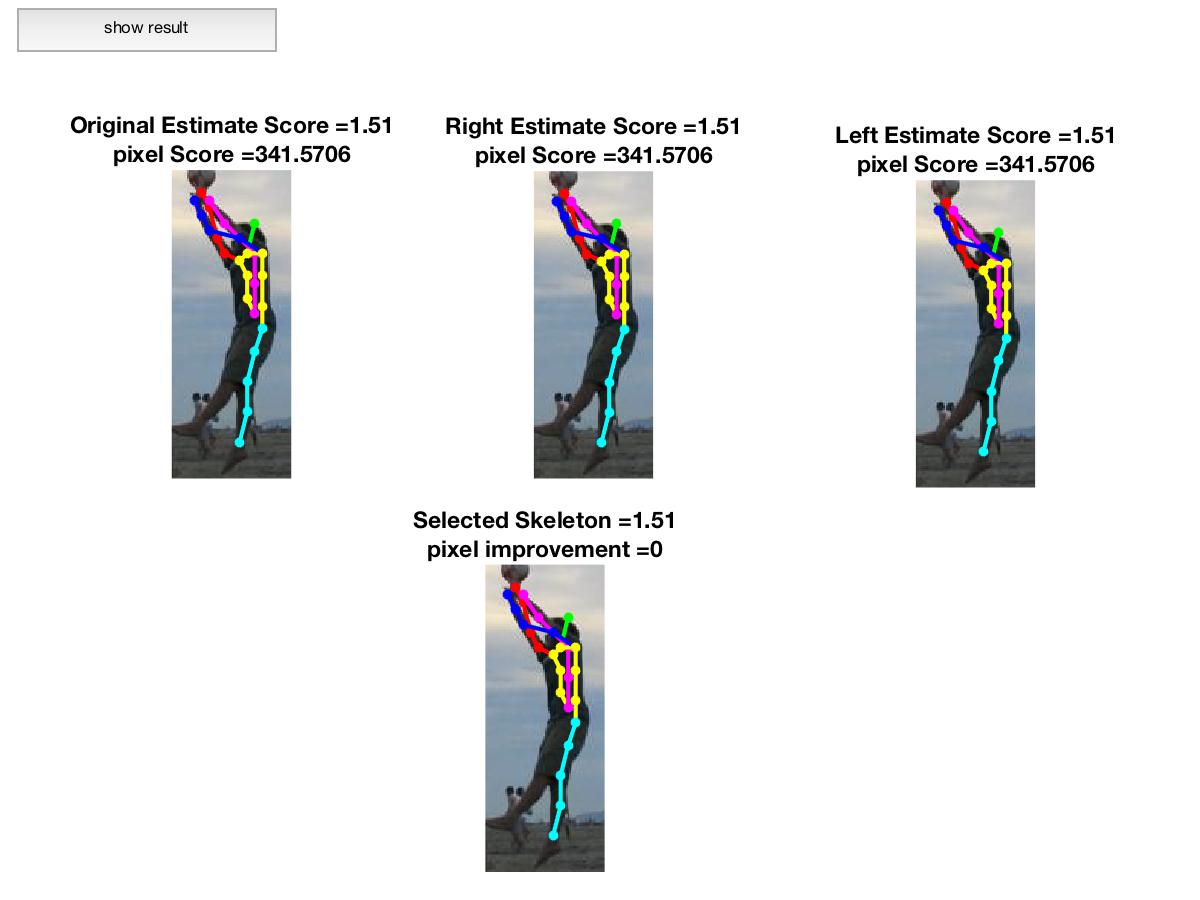 show result
Original Estimate Score =1.51
pixel Score =341.5706
Right Estimate Score =1.51
pixel Score =341.5706
Left Estimate Score =1.51
pixel Score =341.5706
Selected Skeleton =1.51
pixel improvement =0